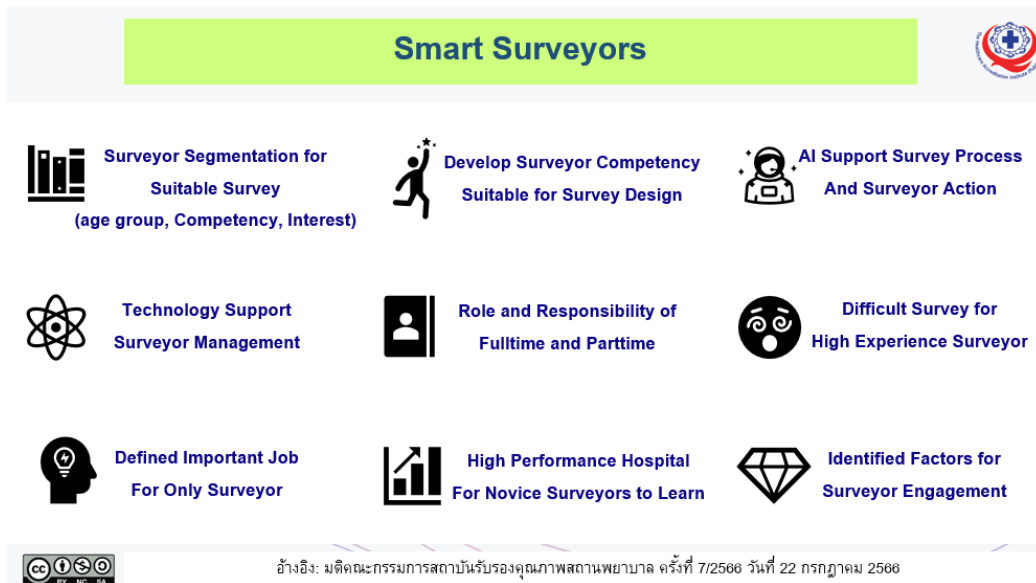 Smart Surveyors
Surveyor Segmentation for
Suitable Survey
(age group, Competency, Interest)
Develop Surveyor Competency
Suitable for Survey Design
AI Support Survey Process
And Surveyor Action
Technology Support
Surveyor Management
Role and Responsibility of
Fulltime and Parttime
Difficult Survey for
High Experience Surveyor
Defined Important Job
For Only Surveyor
High Performance Hospital
For Novice Surveyors to Learn
Identified Factors for
Surveyor Engagement
cc
BY NC SA
อ้างอิง: มติคณะกรรมการสถาบันรับรองคุณภาพสถานพยาบาล ครั้งที่ 7/2566 วันที่ 22 กรกฎาคม 2566